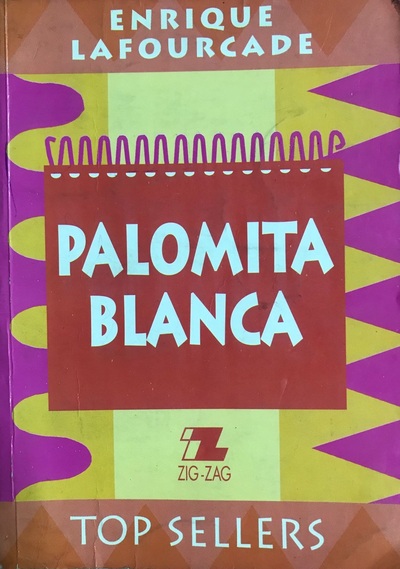 ENRIQUE
LAFOURCADE
PALOMITA
BLANCA
ZIG-ZAG
TOP SELLERS